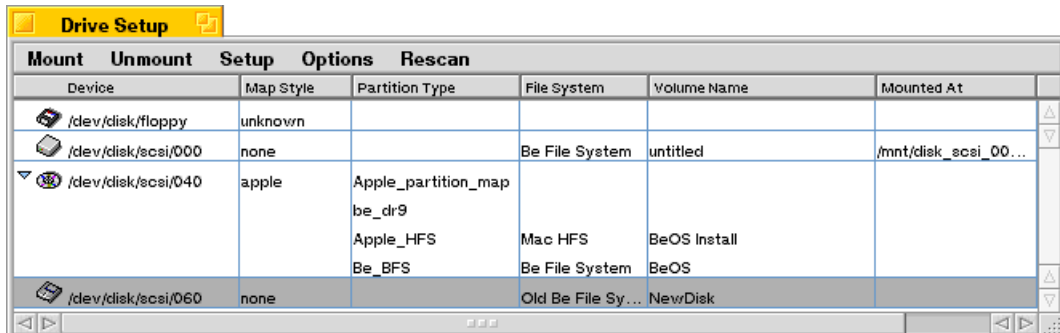 Drive Setup
Mount Unmount Setup Options Rescan
Device Map Style Partition Type File System Volume Name Mounted At
/dev/disk/floppy unknown
/dev/disk/scsi/000 none Be File System untitled /mnt/disk_scsi_00...
/dev/disk/scsi/040 apple Apple_partition_map
be_dr9
Apple_HFS Mac HFS BeOS Install
Be_BFS Be File System BeOS
/dev/disk/scsi/060 none Old Be File Sy... NewDisk